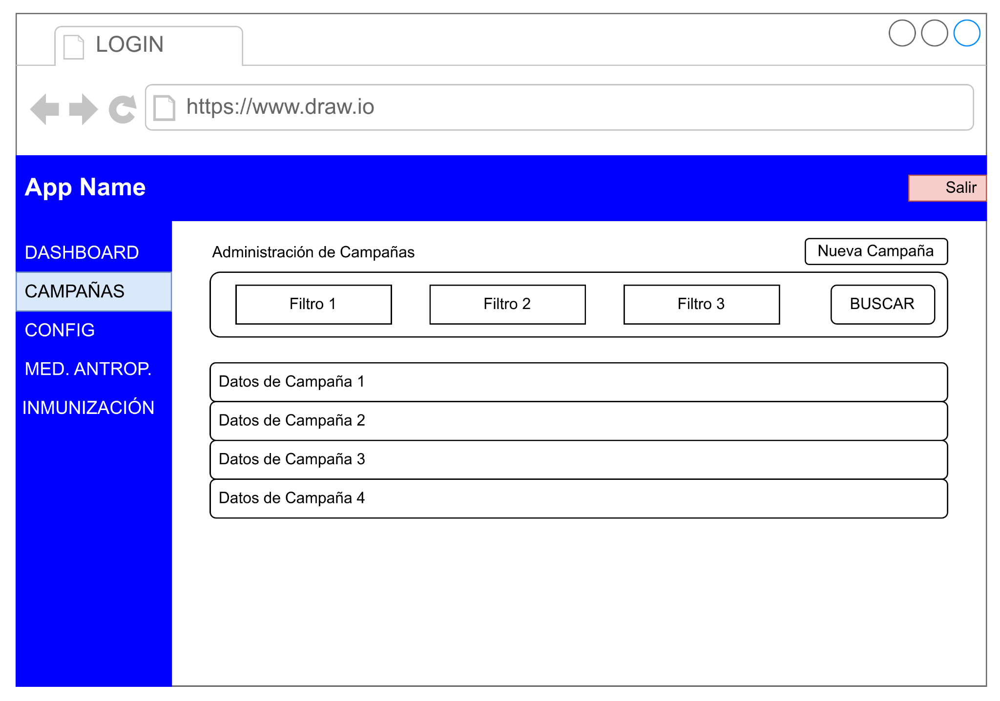 LOGIN
https://www.draw.io
App Name
Salir
DASHBOARD
CAMPAÑAS
CONFIG
MED. ANTROP.
INMUNIZACIÓN
Administración de Campañas
Nueva Campaña
Filtro 1
Filtro 2
Filtro 3
BUSCAR
Datos de Campaña 1
Datos de Campaña 2
Datos de Campaña 3
Datos de Campaña 4